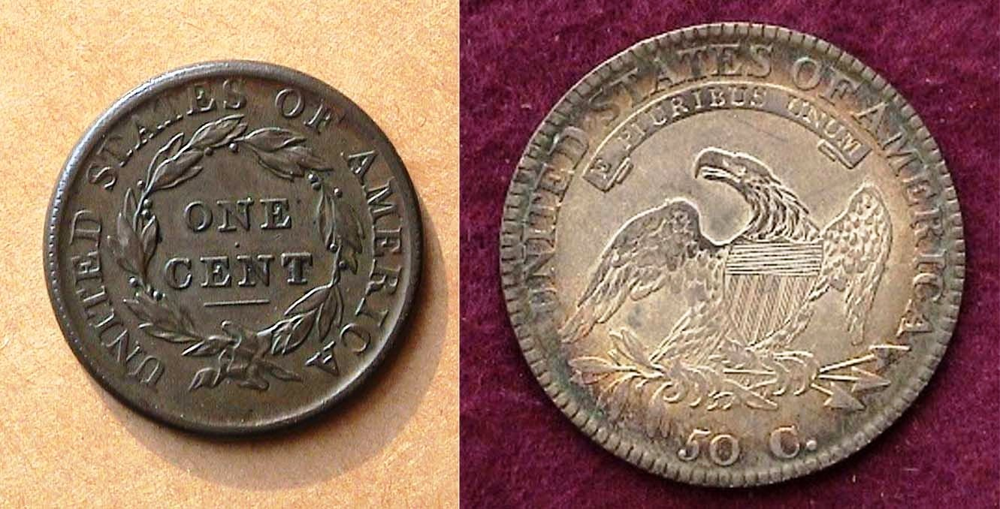 UNITED STATES OF AMERICA
ONE
CENT
UNITED STATES OF AMERICA
E PLURIBUS UNUM
50 C.